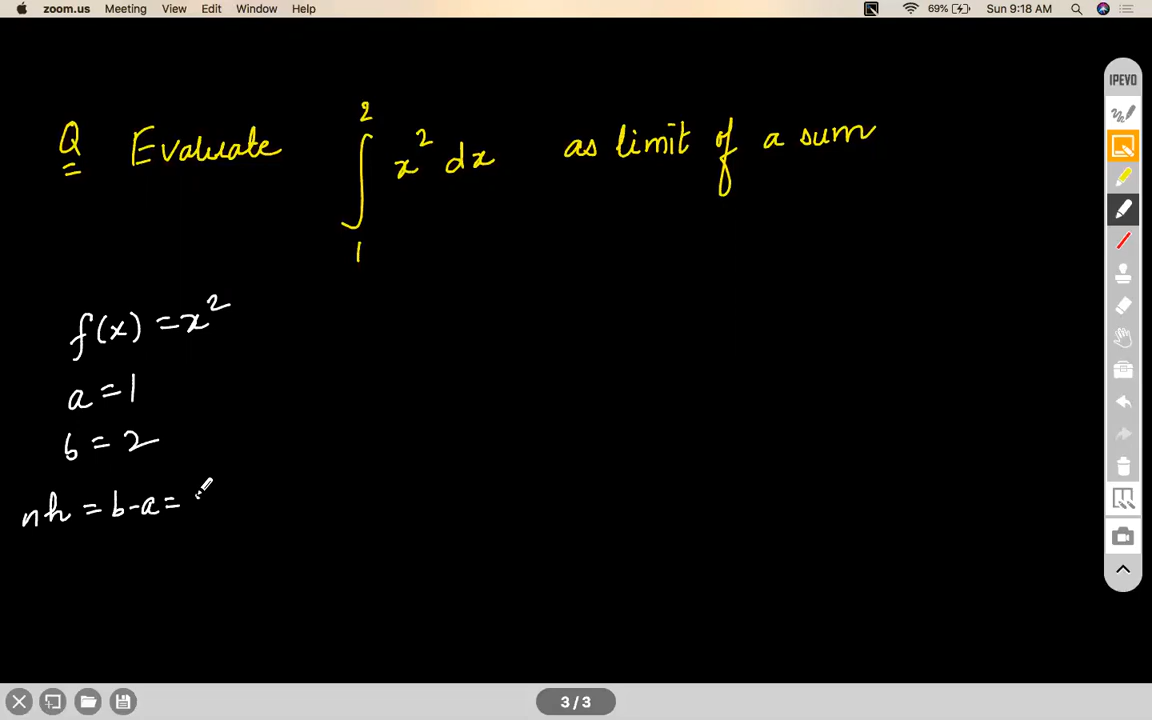 zoom.us Meeting View Edit Window Help 69% Sun 9:18 AM
IPEVO
Q Evaluate ∫₁² x² dx as limit of a sum
f(x) = x²
a = 1
b = 2
nh = b-a =
3 / 3